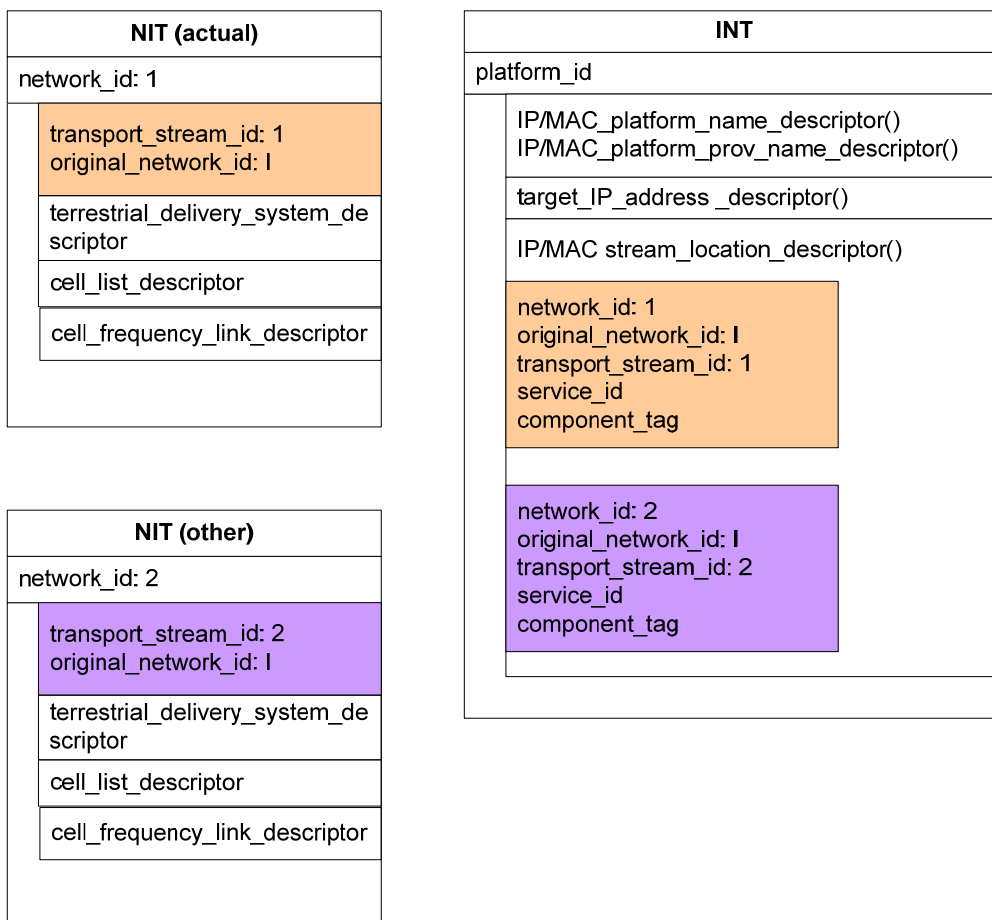 NIT (actual)
network_id: 1
transport_stream_id: 1
original_network_id: I
terrestrial_delivery_system_de
scriptor
cell_list_descriptor
cell_frequency_link_descriptor
NIT (other)
network_id: 2
transport_stream_id: 2
original_network_id: I
terrestrial_delivery_system_de
scriptor
cell_list_descriptor
cell_frequency_link_descriptor
INT
platform_id
IP/MAC_platform_name_descriptor()
IP/MAC_platform_prov_name_descriptor()
target_IP_address _descriptor()
IP/MAC stream_location_descriptor()
network_id: 1
original_network_id: I
transport_stream_id: 1
service_id
component_tag
network_id: 2
original_network_id: I
transport_stream_id: 2
service_id
component_tag